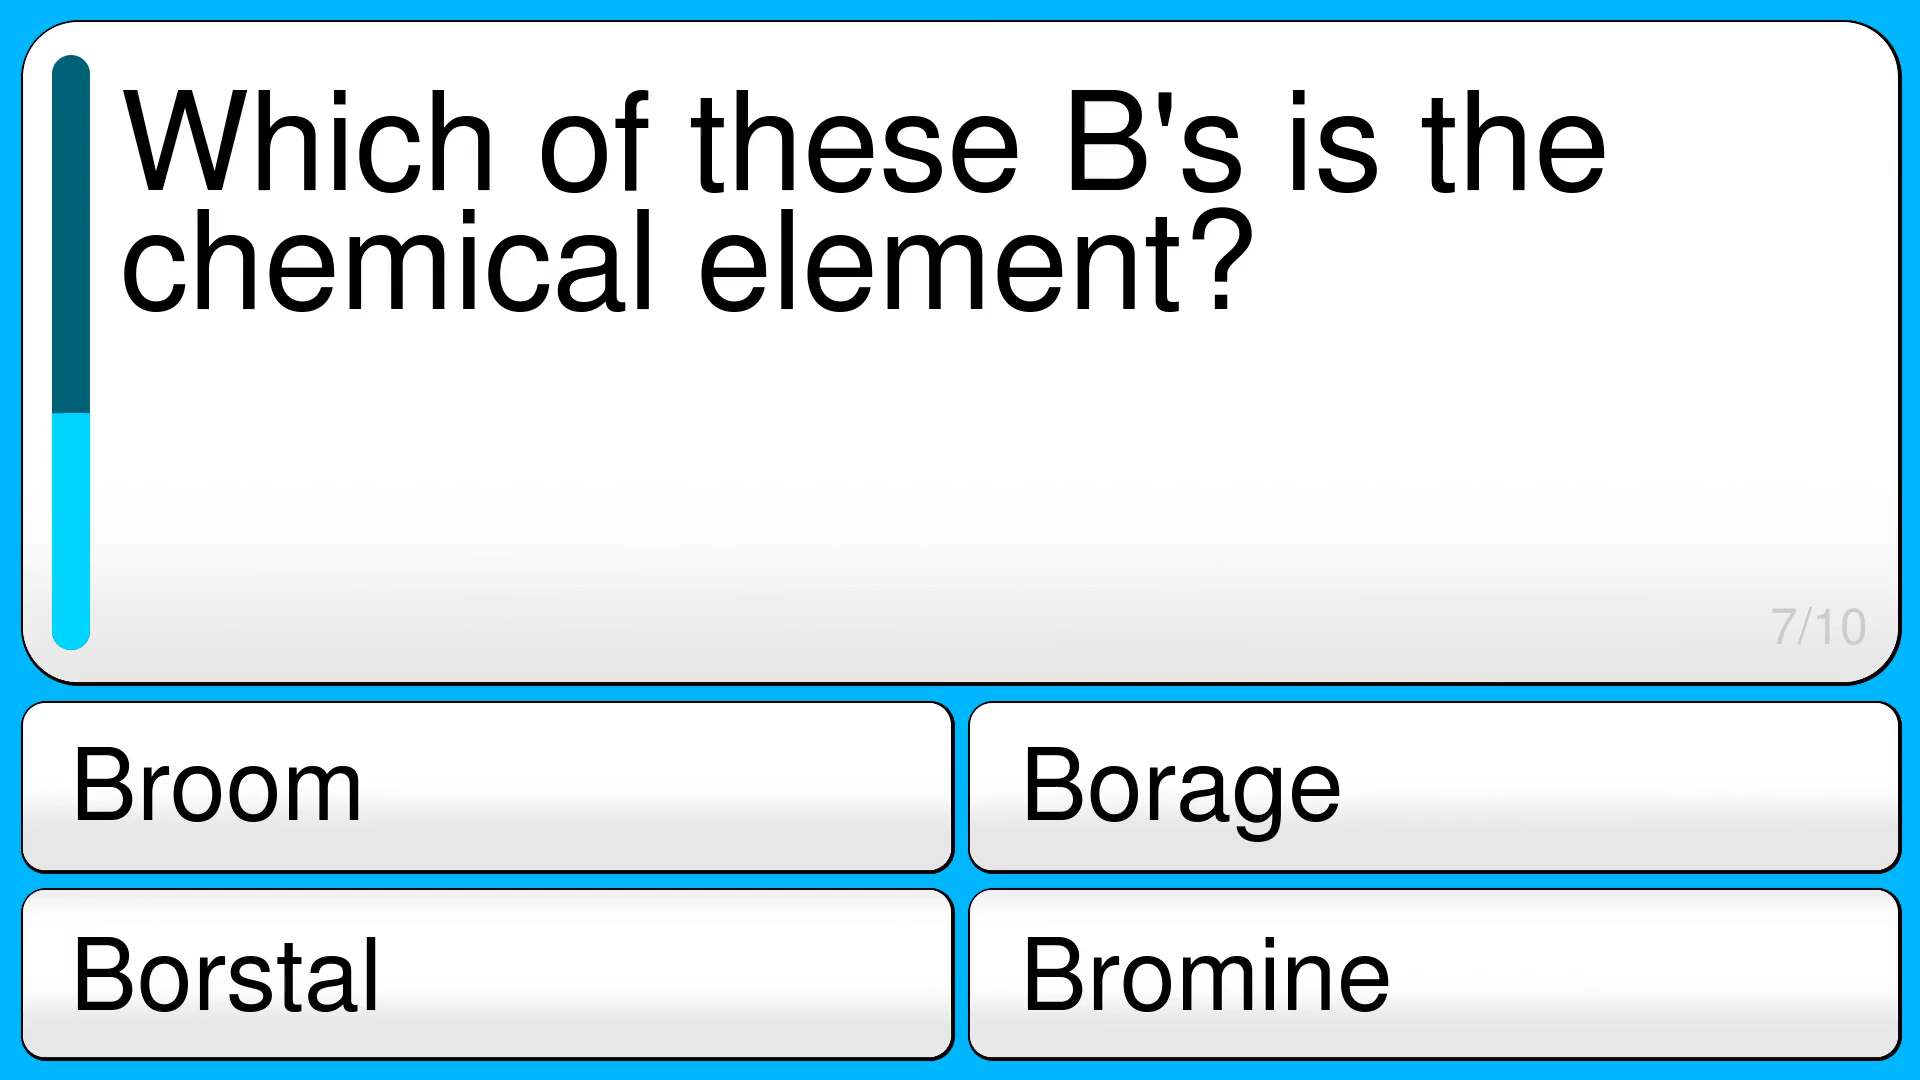 Which of these B's is the
chemical element?
7/10
Broom
Borage
Borstal
Bromine